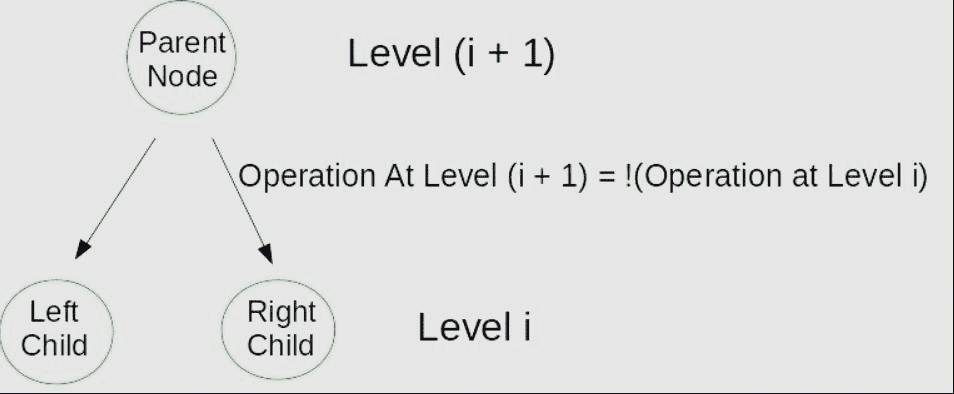 Parent
Node
Level (i + 1)
Operation At Level (i + 1) = !(Operation at Level i)
Left
Child
Right
Child
Level i